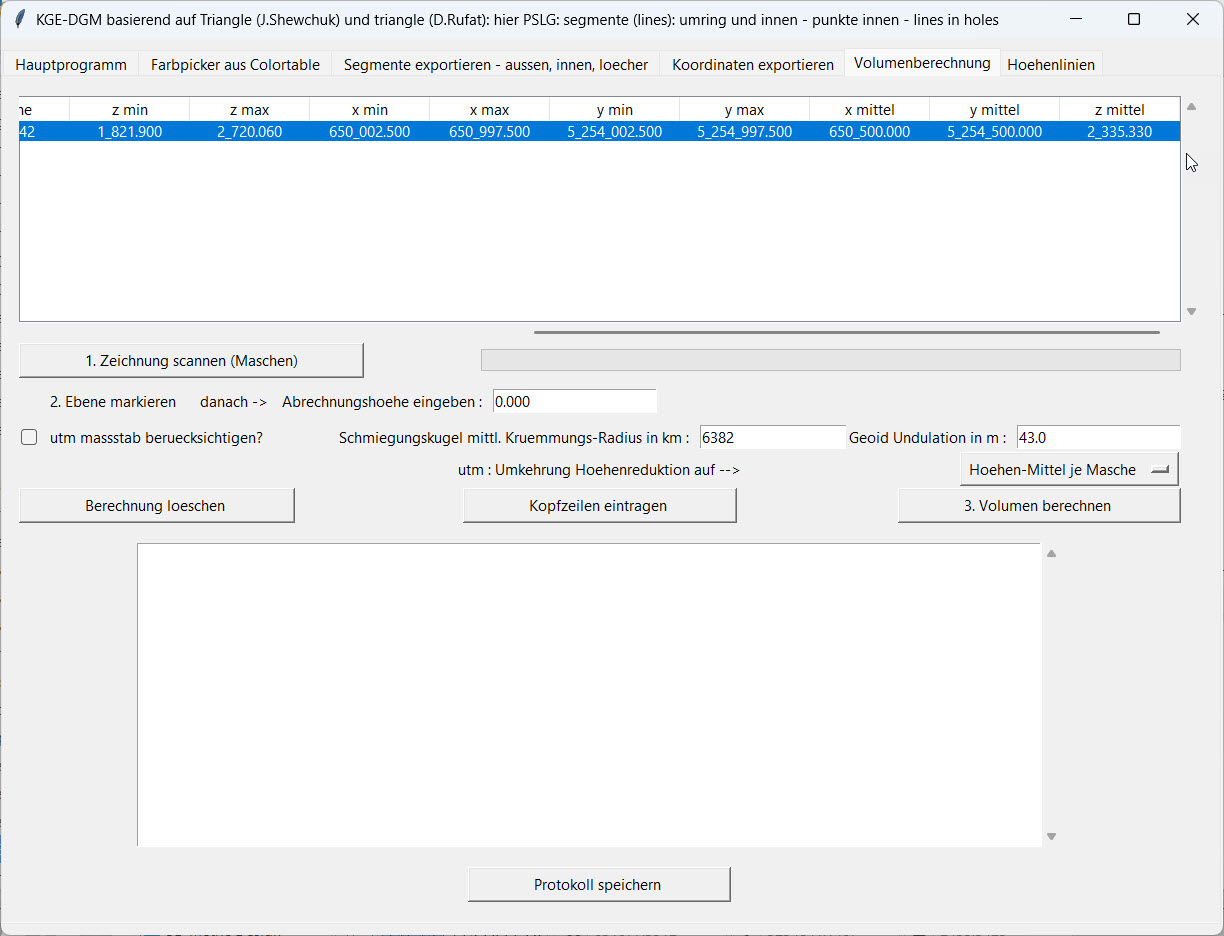 KGE-DGM basierend auf Triangle (J.Shewchuk) und triangle (D.Rufat): hier PSLG: segmente (lines): umring und innen - punkte innen - lines in holes
Hauptprogramm Farbpicker aus Colortable Segmente exportieren - aussen, innen, loecher Koordinaten exportieren Volumenberechnung Hoehenlinien
z min z max x min x max y min y max x mittel y mittel z mittel
42 1_821.900 2_720.060 650_002.500 650_997.500 5_254_002.500 5_254_997.500 650_500.000 5_254_500.000 2_335.330
1. Zeichnung scannen (Maschen)
2. Ebene markieren danach -> Abrechnungshoehe eingeben : 0.000
utm massstab beruecksichtigen? Schmiegungskugel mittl. Kruemmungs-Radius in km : 6382 Geoid Undulation in m : 43.0
utm : Umkehrung Hoehenreduktion auf --> Hoehen-Mittel je Masche
Berechnung loeschen Kopfzeilen eintragen 3. Volumen berechnen
Protokoll speichern